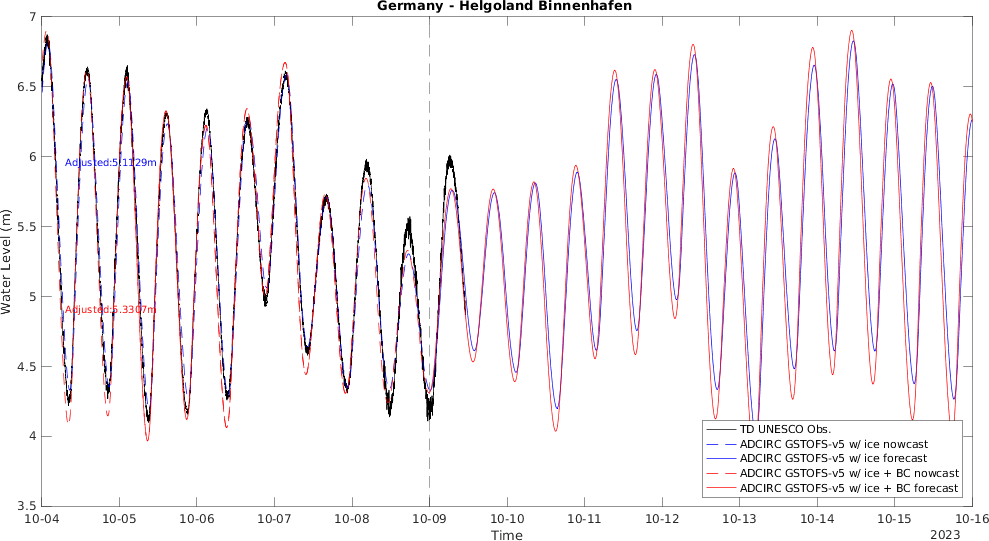 Germany - Helgoland Binnenhafen
Water Level (m)
7
6.5
6
5.5
5
4.5
4
3.5
Adjusted:5.1129m
Adjusted:5.3307m
TD UNESCO Obs.
ADCIRC GSTOFS-v5 w/ ice nowcast
ADCIRC GSTOFS-v5 w/ ice forecast
ADCIRC GSTOFS-v5 w/ ice + BC nowcast
ADCIRC GSTOFS-v5 w/ ice + BC forecast
10-04 10-05 10-06 10-07 10-08 10-09 10-10 10-11 10-12 10-13 10-14 10-15 10-16
Time
2023